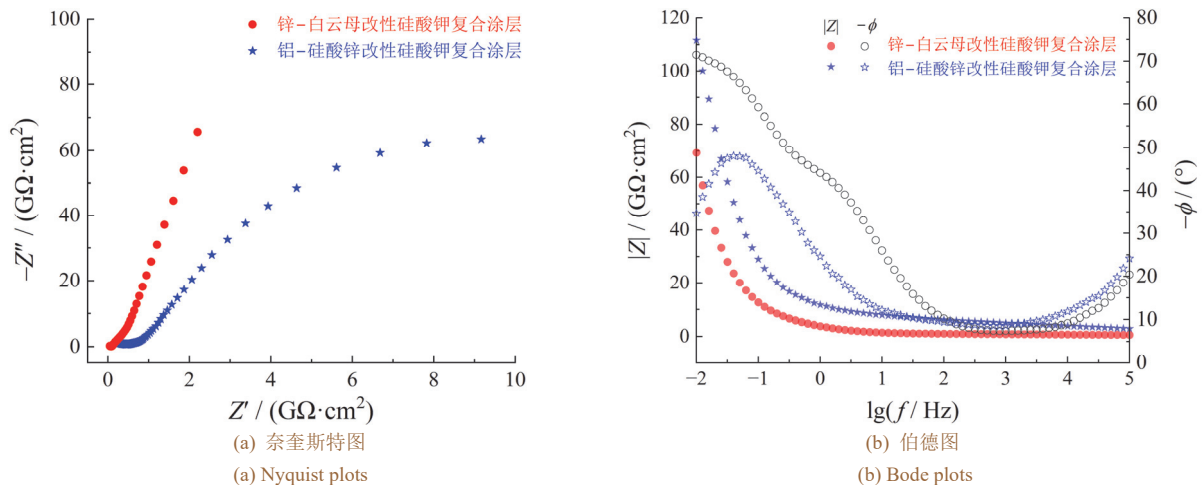 −Z″ / (GΩ·cm²)
100
80
60
40
20
0
0 2 4 6 8 10
Z′ / (GΩ·cm²)
锌−白云母改性硅酸钾复合涂层
铝−硅酸锌改性硅酸钾复合涂层
(a) 奈奎斯特图
(a) Nyquist plots
|Z| / (GΩ·cm²)
120
100
80
60
40
20
0
−2 −1 0 1 2 3 4 5
lg(f / Hz)
|Z| −ϕ
锌−白云母改性硅酸钾复合涂层
铝−硅酸锌改性硅酸钾复合涂层
80
70
60
50
40
30
20
10
0
−ϕ / (°)
(b) 伯德图
(b) Bode plots